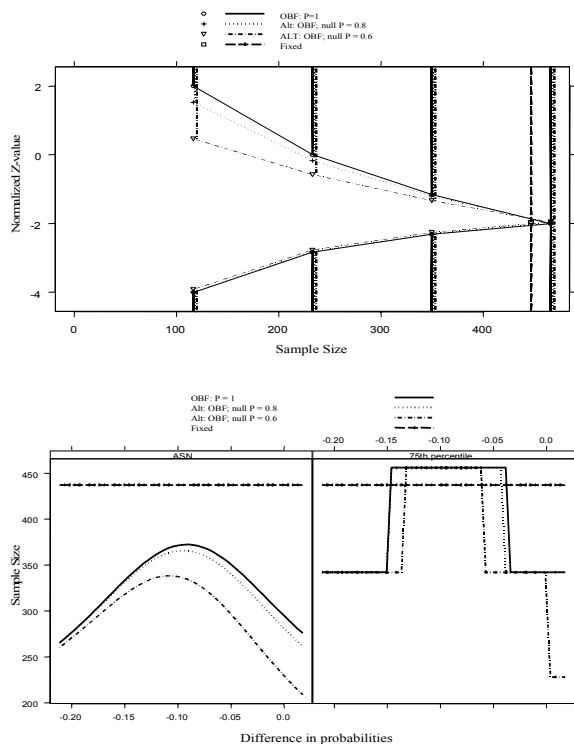 OBF: P=1
Alt: OBF; null P = 0.8
ALT: OBF; null P = 0.6
Fixed
Normalized Z-value
2
0
-2
-4
0 100 200 300 400
Sample Size
OBF: P = 1
Alt: OBF; null P = 0.8
Alt: OBF; null P = 0.6
Fixed
-0.20 -0.15 -0.10 -0.05 0.0
ASN
75th percentile
Sample Size
450
400
350
300
250
200
-0.20 -0.15 -0.10 -0.05 0.0
Difference in probabilities